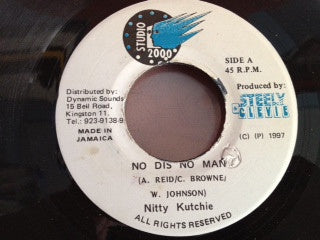 STUDIO
2000
SIDE A
45 R.P.M.
Distributed by:
Dynamic Sounds
15 Bel Road,
Kingston 11.
Tel.: 923-9138-9
MADE IN
JAMAICA
Produced by:
STEELY
& CLEVIE
(C) (P) 1997
NO DIS NO MAN
(A. REID/C. BROWNE/
W. JOHNSON)
Nitty Kutchie
ALL RIGHTS RESERVED